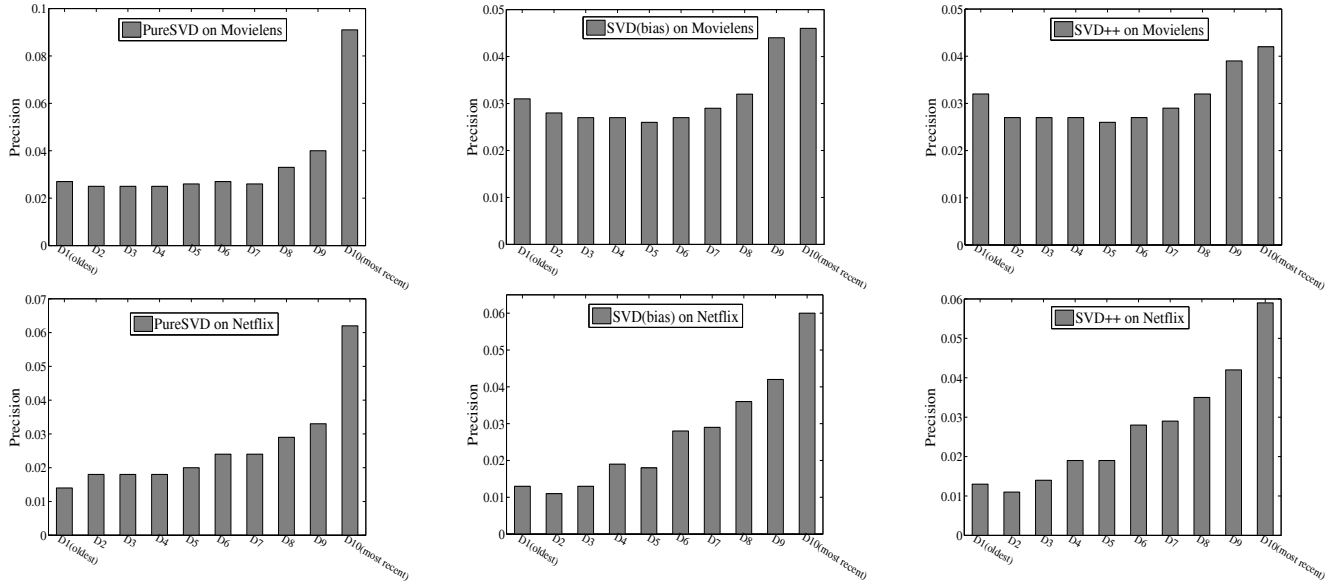 PureSVD on Movielens
Precision
0.1
0.08
0.06
0.04
0.02
0
D1(oldest)
D2
D3
D4
D5
D6
D7
D8
D9
D10(most recent)
SVD(bias) on Movielens
Precision
0.05
0.04
0.03
0.02
0.01
0
D1(oldest)
D2
D3
D4
D5
D6
D7
D8
D9
D10(most recent)
SVD++ on Movielens
Precision
0.05
0.04
0.03
0.02
0.01
0
D1(oldest)
D2
D3
D4
D5
D6
D7
D8
D9
D10(most recent)
PureSVD on Netflix
Precision
0.07
0.06
0.05
0.04
0.03
0.02
0.01
0
D1(oldest)
D2
D3
D4
D5
D6
D7
D8
D9
D10(most recent)
SVD(bias) on Netflix
Precision
0.06
0.05
0.04
0.03
0.02
0.01
0
D1(oldest)
D2
D3
D4
D5
D6
D7
D8
D9
D10(most recent)
SVD++ on Netflix
Precision
0.06
0.05
0.04
0.03
0.02
0.01
0
D1(oldest)
D2
D3
D4
D5
D6
D7
D8
D9
D10(most recent)